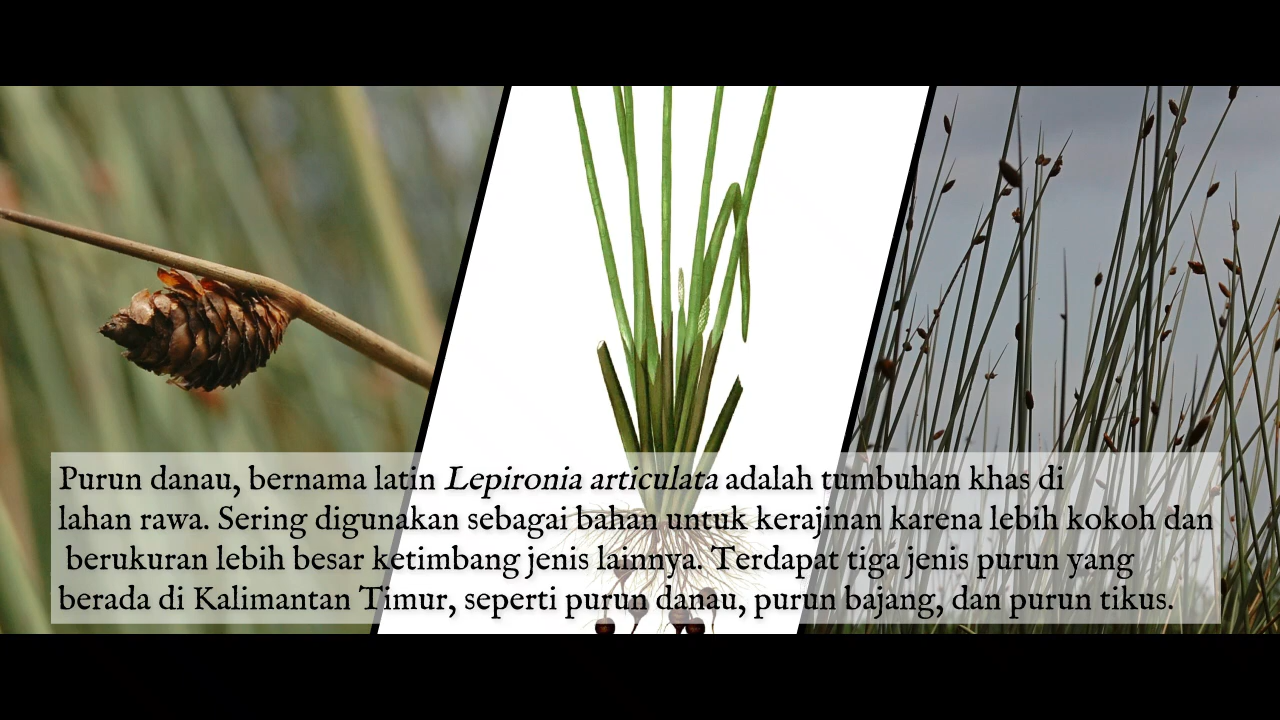 Purun danau, bernama latin Lepironia articulata adalah tumbuhan khas di
lahan rawa. Sering digunakan sebagai bahan untuk kerajinan karena lebih kokoh dan
berukuran lebih besar ketimbang jenis lainnya. Terdapat tiga jenis purun yang
berada di Kalimantan Timur, seperti purun danau, purun bajang, dan purun tikus.